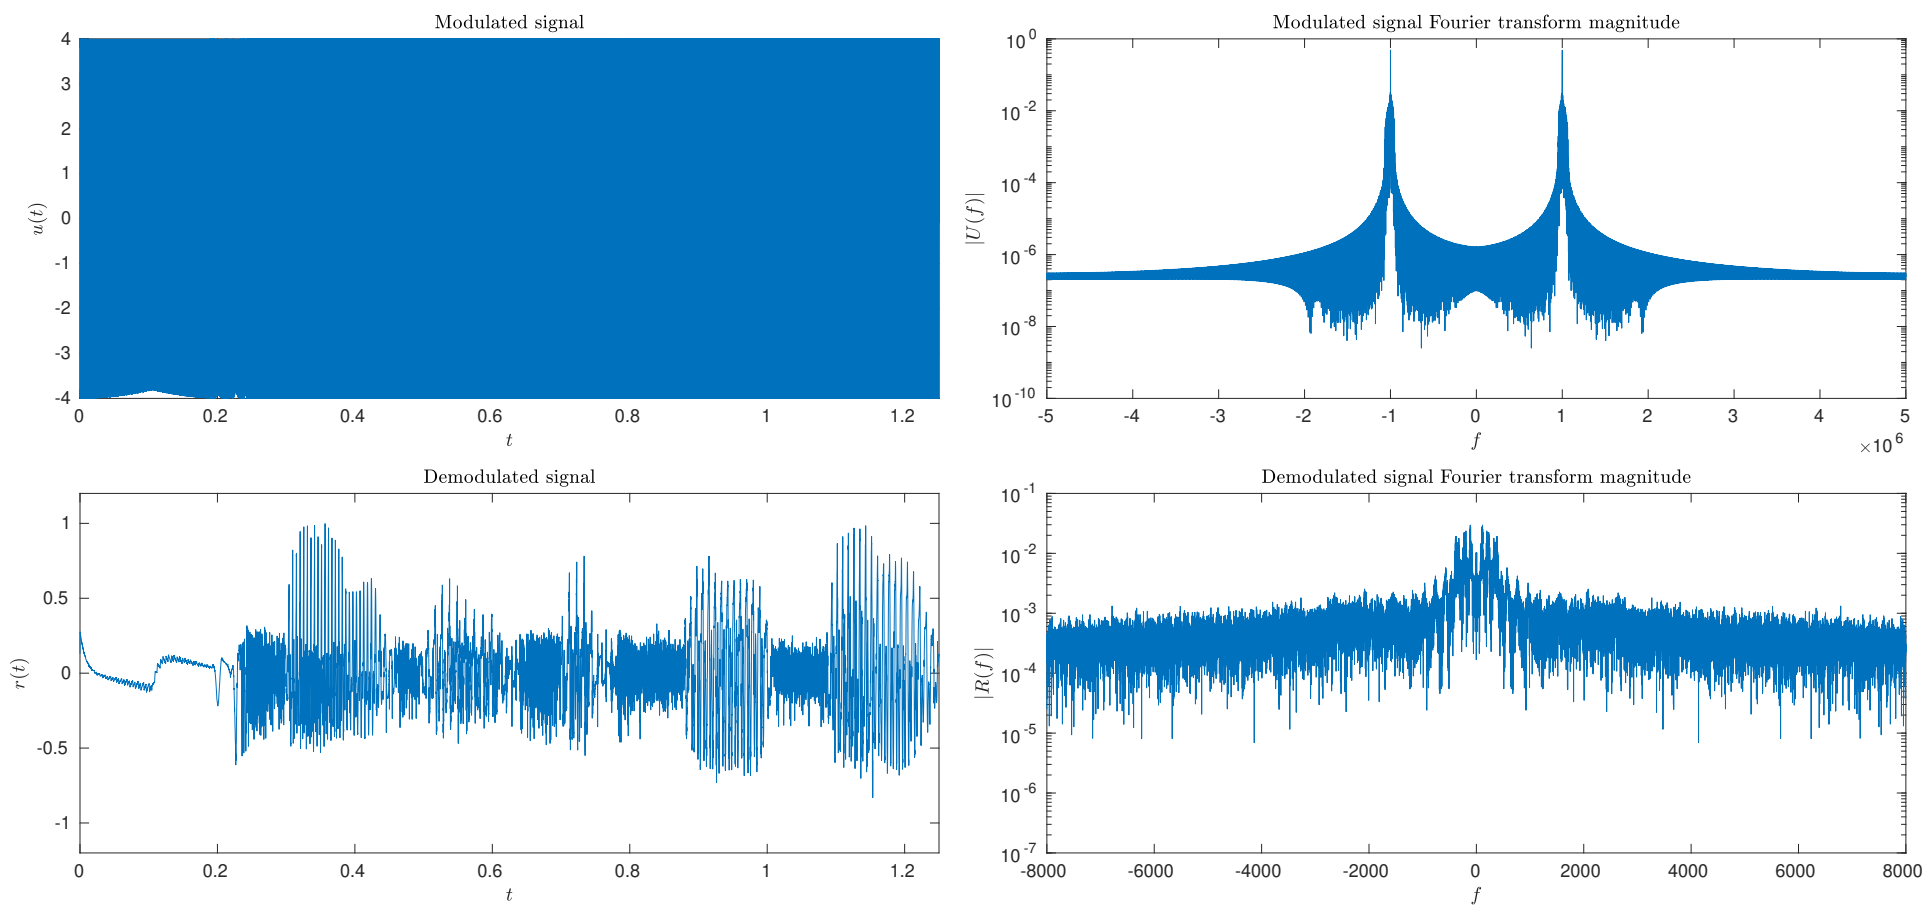 Modulated signal
4
3
2
1
0
-1
-2
-3
-4
u(t)
0 0.2 0.4 0.6 0.8 1 1.2
t
Modulated signal Fourier transform magnitude
10^0
10^-2
10^-4
10^-6
10^-8
10^-10
|U(f)|
-5 -4 -3 -2 -1 0 1 2 3 4 5
×10^6
f
Demodulated signal
1
0.5
0
-0.5
-1
r(t)
0 0.2 0.4 0.6 0.8 1 1.2
t
Demodulated signal Fourier transform magnitude
10^-1
10^-2
10^-3
10^-4
10^-5
10^-6
10^-7
|R(f)|
-8000 -6000 -4000 -2000 0 2000 4000 6000 8000
f